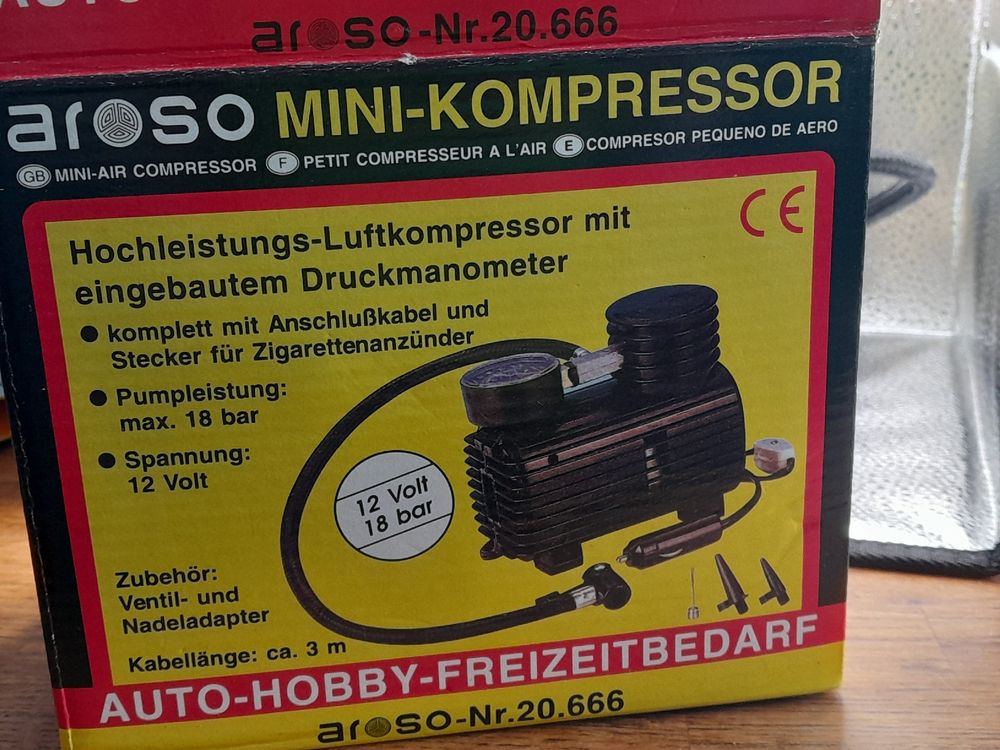 aroso-Nr.20.666
aroso MINI-KOMPRESSOR
GB MINI-AIR COMPRESSOR F PETIT COMPRESSEUR A L'AIR E COMPRESOR PEQUENO DE AERO
CE
Hochleistungs-Luftkompressor mit
eingebautem Druckmanometer
● komplett mit Anschlußkabel und
Stecker für Zigarettenanzünder
● Pumpleistung:
max. 18 bar
● Spannung:
12 Volt
12 Volt
18 bar
Zubehör:
Ventil- und
Nadeladapter
Kabellänge: ca. 3 m
AUTO-HOBBY-FREIZEITBEDARF
aroso-Nr.20.666